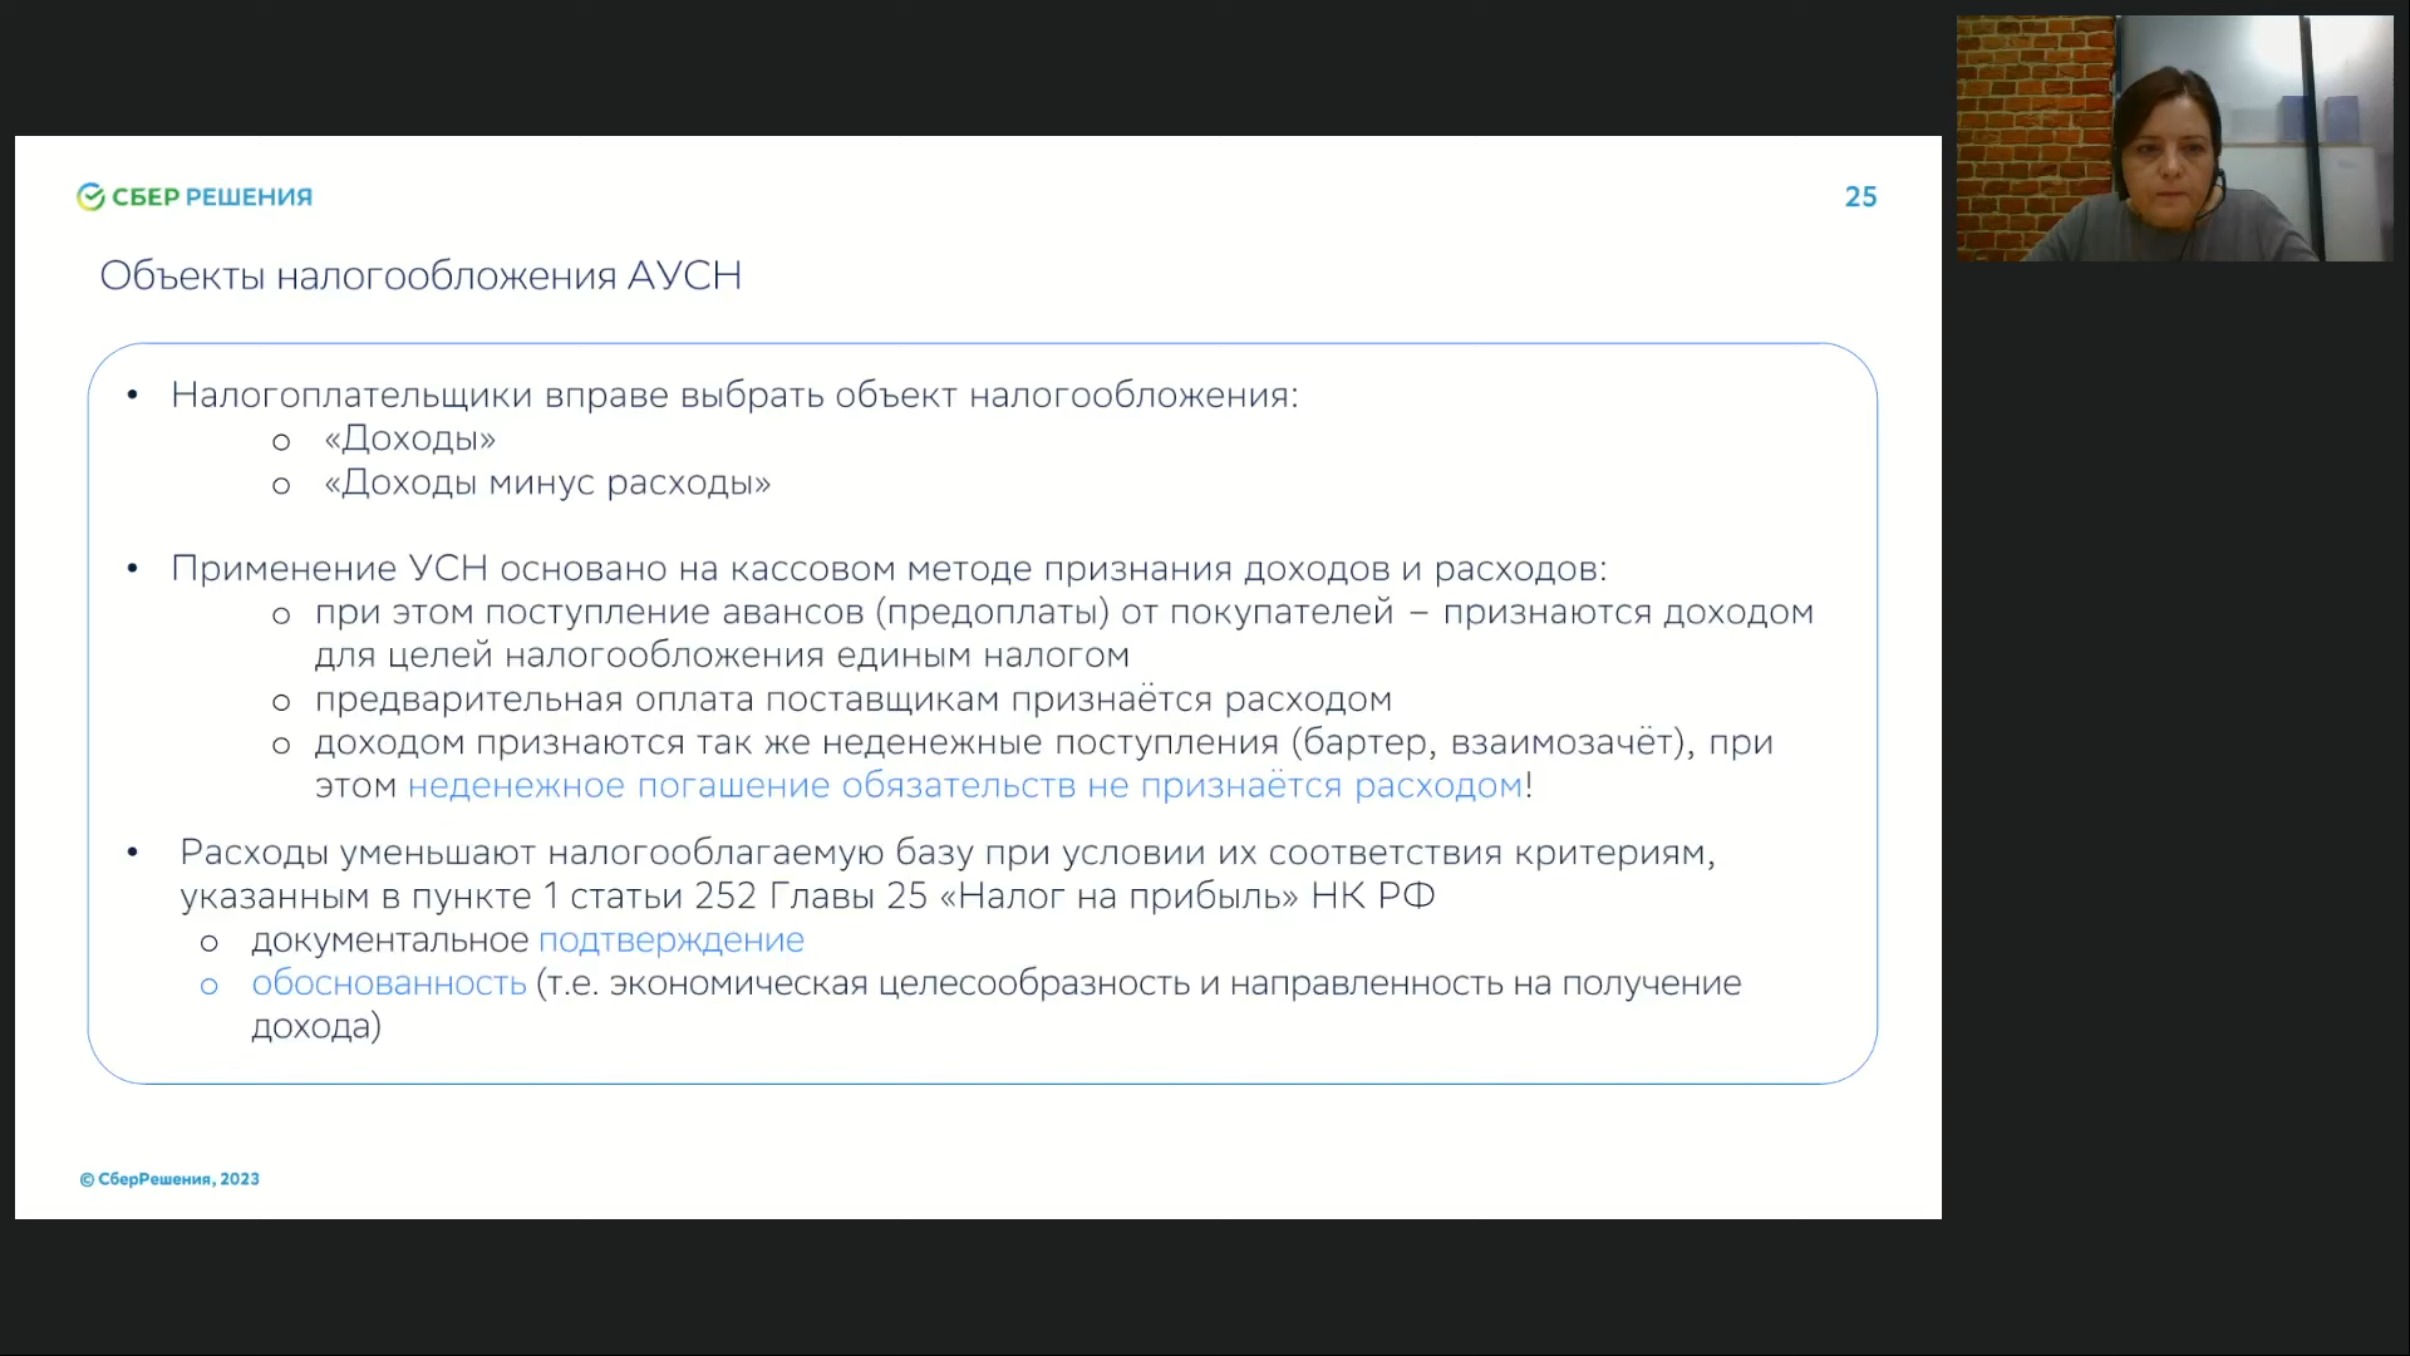 СБЕР РЕШЕНИЯ
25
Объекты налогообложения АУСН
• Налогоплательщики вправе выбрать объект налогообложения:
o «Доходы»
o «Доходы минус расходы»
• Применение УСН основано на кассовом методе признания доходов и расходов:
o при этом поступление авансов (предоплаты) от покупателей – признаются доходом
для целей налогообложения единым налогом
o предварительная оплата поставщикам признаётся расходом
o доходом признаются так же неденежные поступления (бартер, взаимозачёт), при
этом неденежное погашение обязательств не признаётся расходом!
• Расходы уменьшают налогооблагаемую базу при условии их соответствия критериям,
указанным в пункте 1 статьи 252 Главы 25 «Налог на прибыль» НК РФ
o документальное подтверждение
o обоснованность (т.е. экономическая целесообразность и направленность на получение
дохода)
© СберРешения, 2023